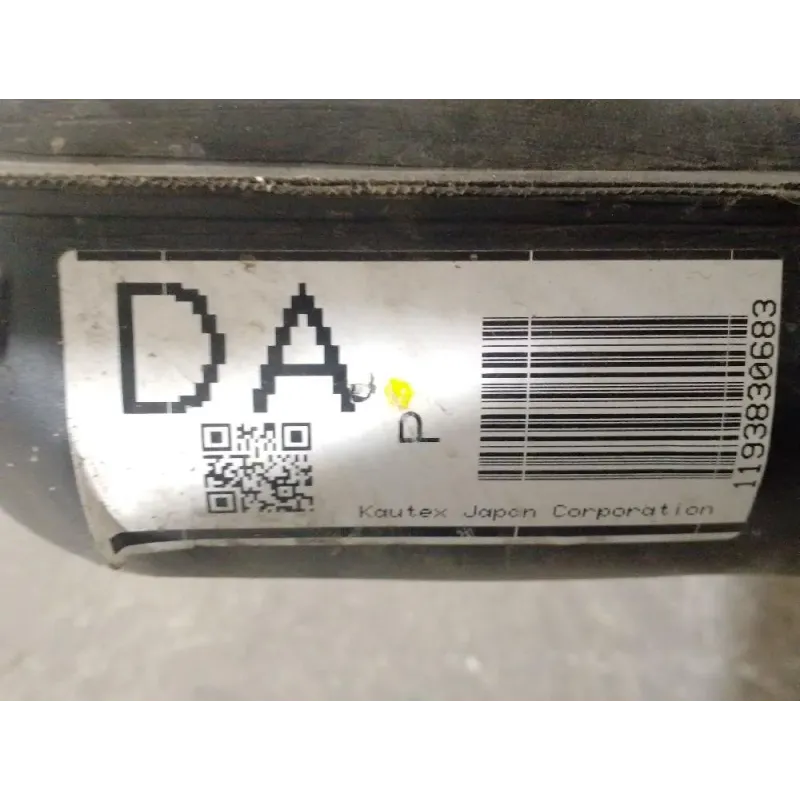 DA
P
1193830683
Kautex Japan Corporation